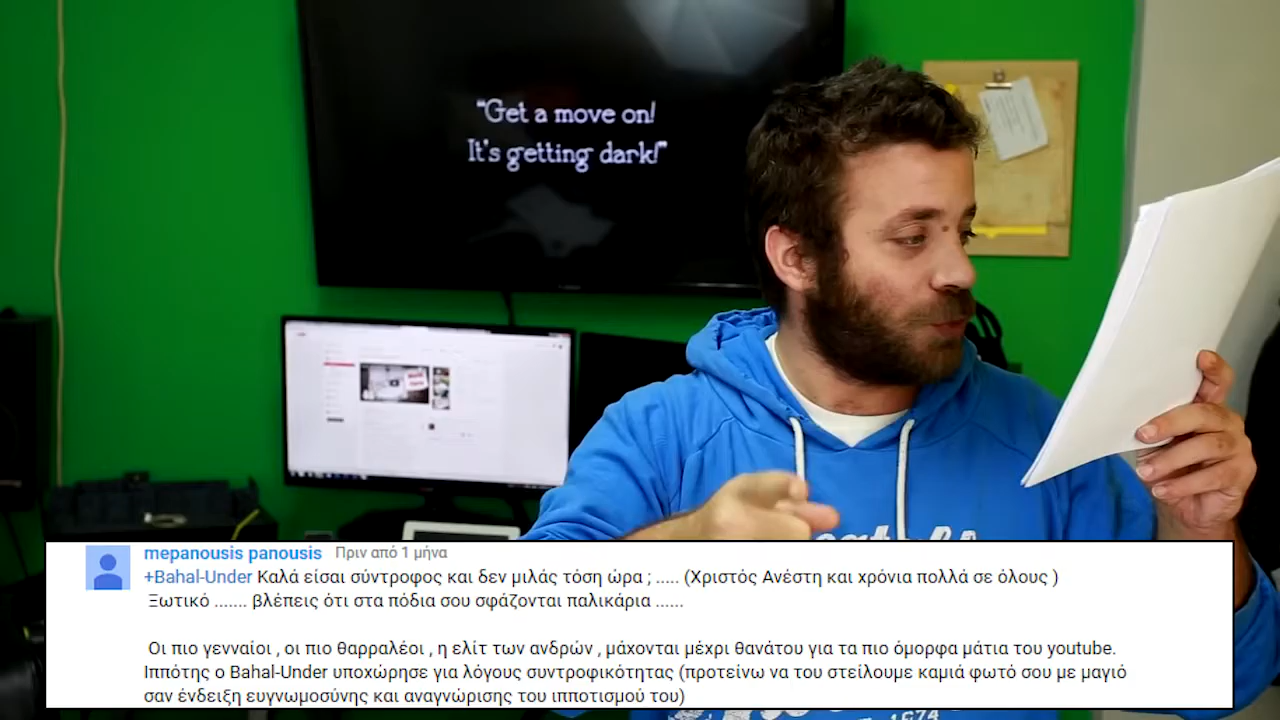 "Get a move on!
It's getting dark!"
mepanousis panousis Πριν από 1 μήνα
+Bahal-Under Καλά είσαι σύντροφος και δεν μιλάς τόση ώρα ; ..... (Χριστός Ανέστη και χρόνια πολλά σε όλους )
Ξωτικό ....... βλέπεις ότι στα πόδια σου σφάζονται παλικάρια ......
Οι πιο γενναίοι , οι πιο θαρραλέοι , η ελίτ των ανδρών , μάχονται μέχρι θανάτου για τα πιο όμορφα μάτια του youtube.
Ιππότης ο Bahal-Under υποχώρησε για λόγους συντροφικότητας (προτείνω να του στείλουμε καμιά φωτό σου με μαγιό
σαν ένδειξη ευγνωμοσύνης και αναγνώρισης του ιπποτισμού του)
1874